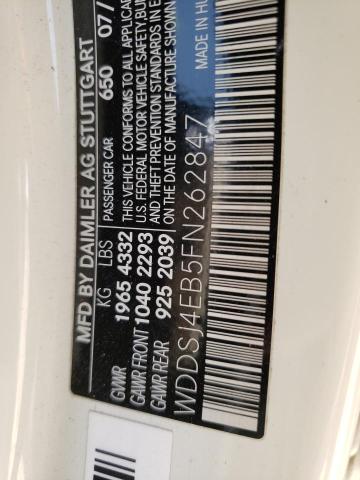 MFD BY DAIMLER AG STUTTGART
KG LBS PASSENGER CAR 650 07/
GVWR 1965 4332 THIS VEHICLE CONFORMS TO ALL APPLICAB
GAWR FRONT 1040 2293 U.S. FEDERAL MOTOR VEHICLE SAFETY, BUM
GAWR REAR 925 2039 AND THEFT PREVENTION STANDARDS IN E
ON THE DATE OF MANUFACTURE SHOWN
WDDSJ4EB5FN262847 MADE IN HU